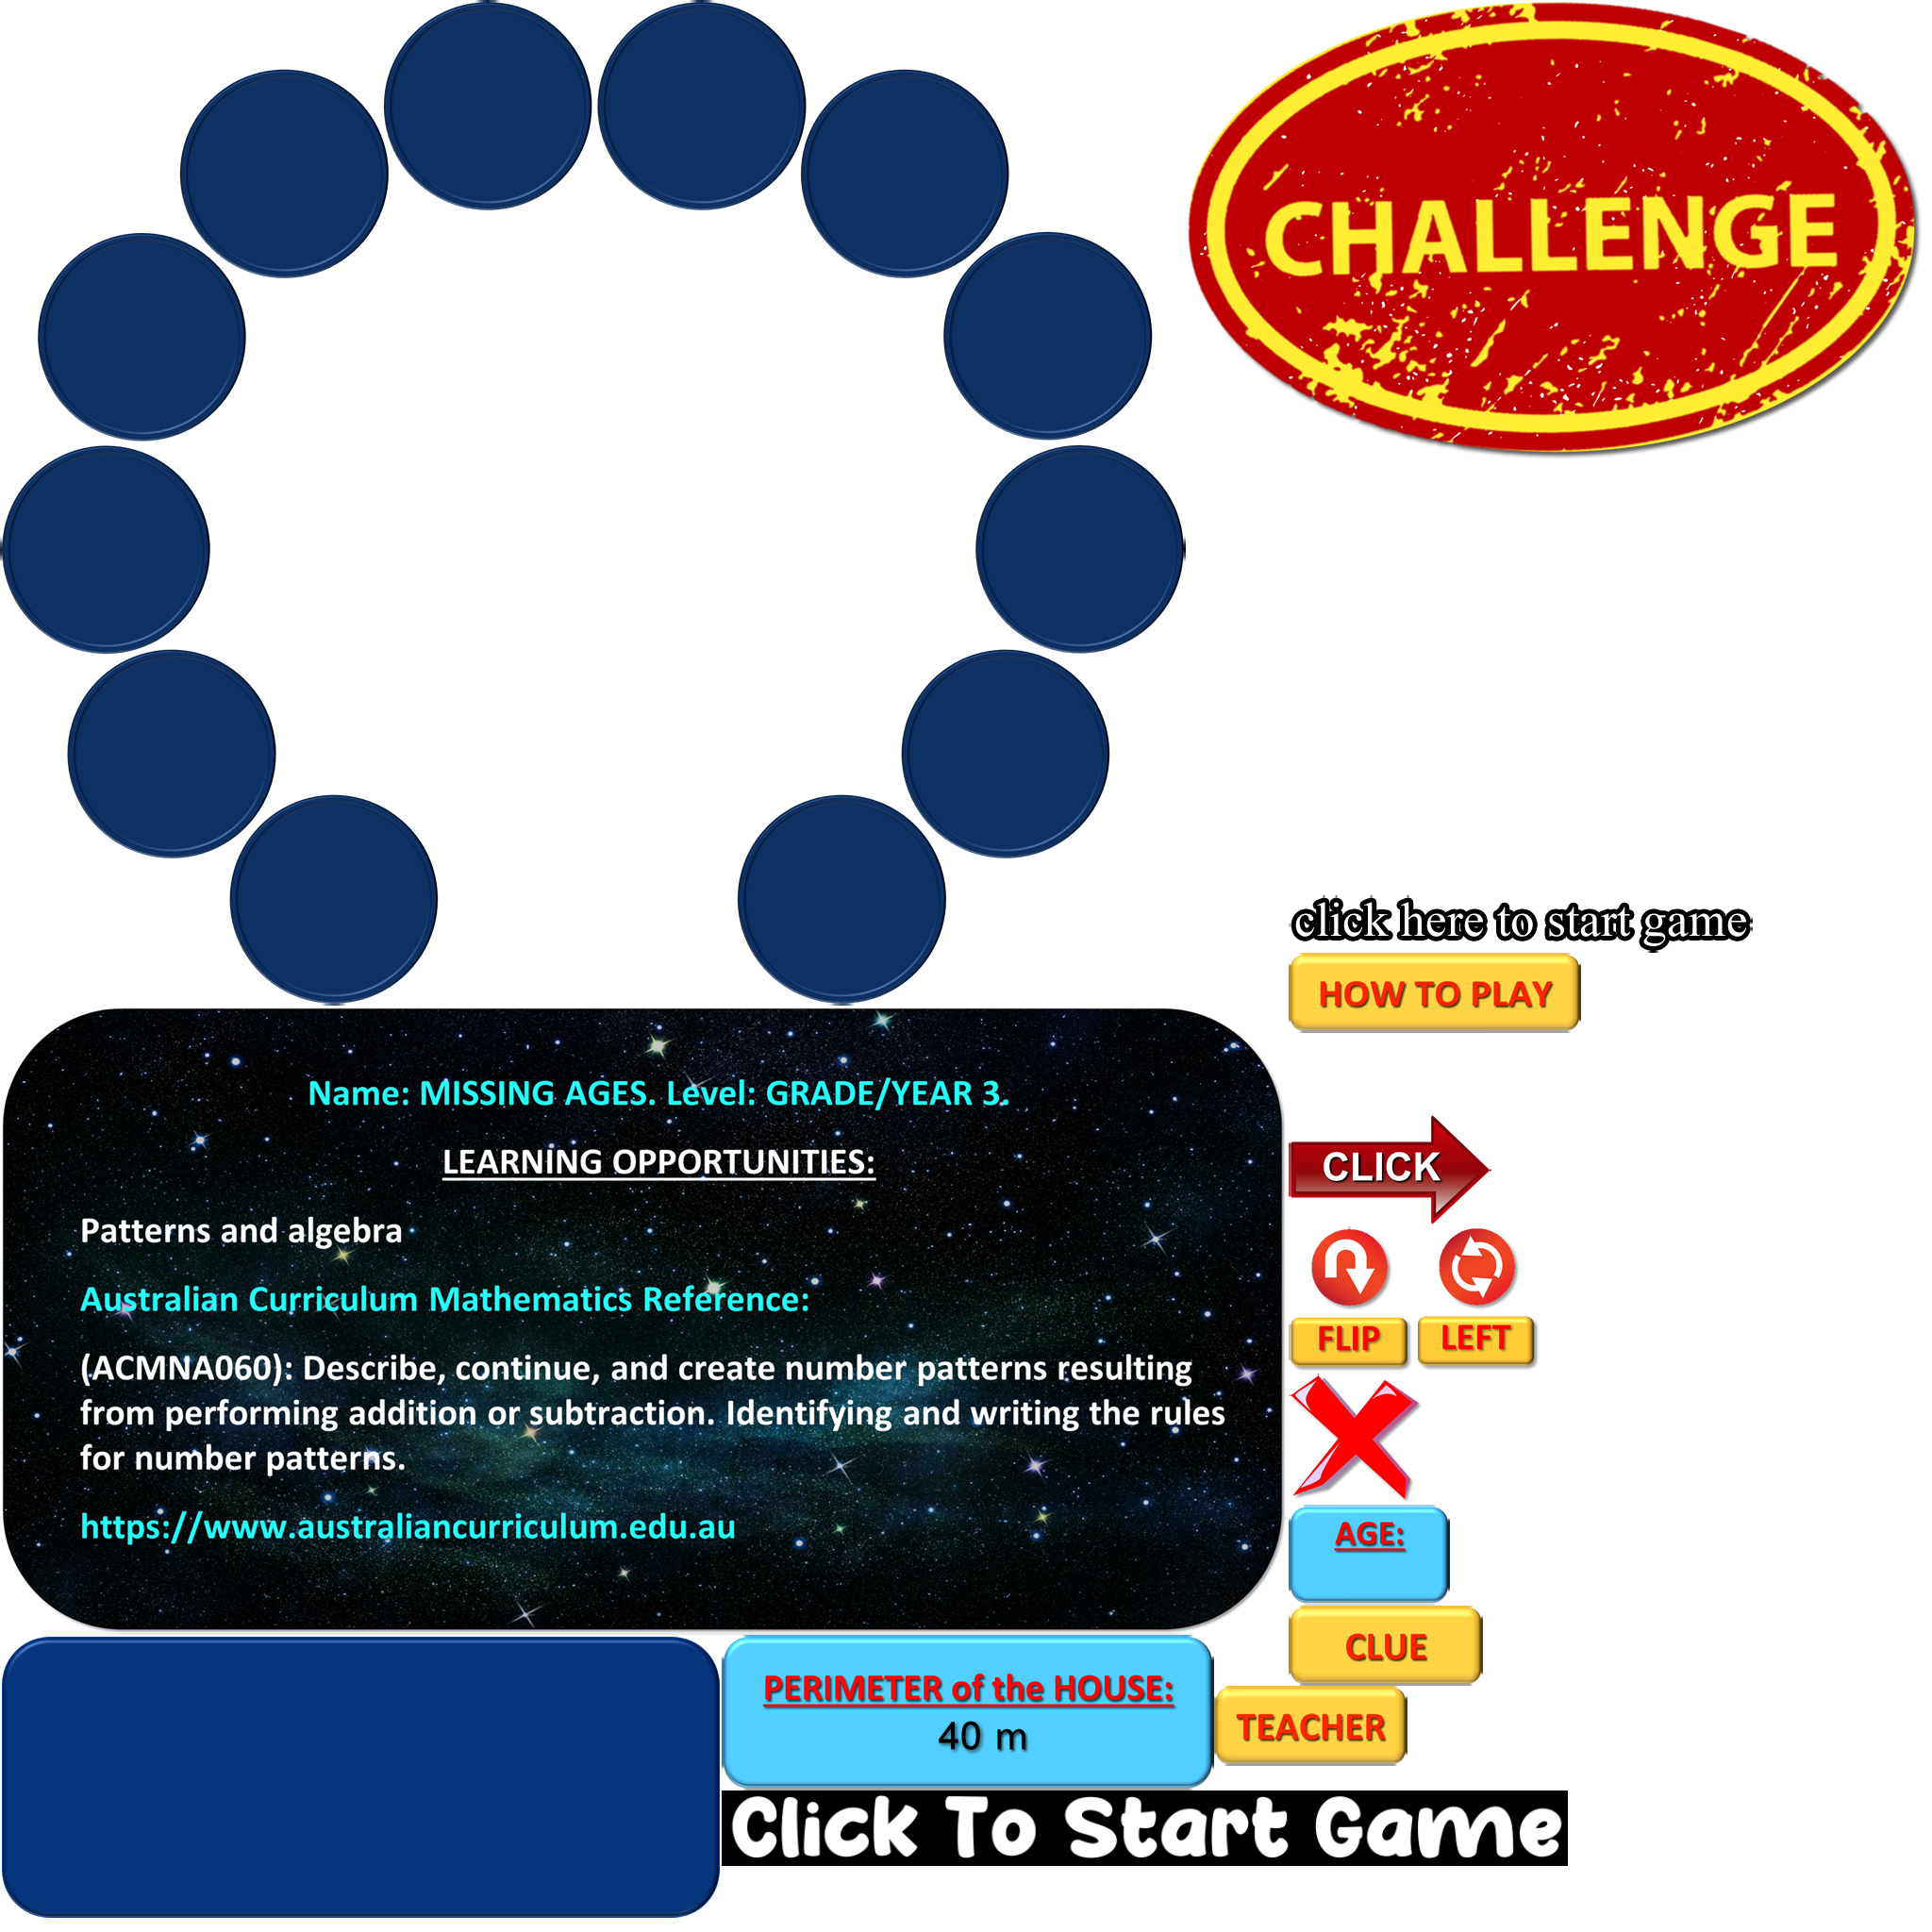 CHALLENGE
click here to start game
HOW TO PLAY
Name: MISSING AGES. Level: GRADE/YEAR 3.
LEARNING OPPORTUNITIES:
Patterns and algebra
Australian Curriculum Mathematics Reference:
(ACMNA060): Describe, continue, and create number patterns resulting
from performing addition or subtraction. Identifying and writing the rules
for number patterns.
https://www.australiancurriculum.edu.au
CLICK
FLIP
LEFT
AGE:
CLUE
PERIMETER of the HOUSE:
40 m
TEACHER
Click To Start Game